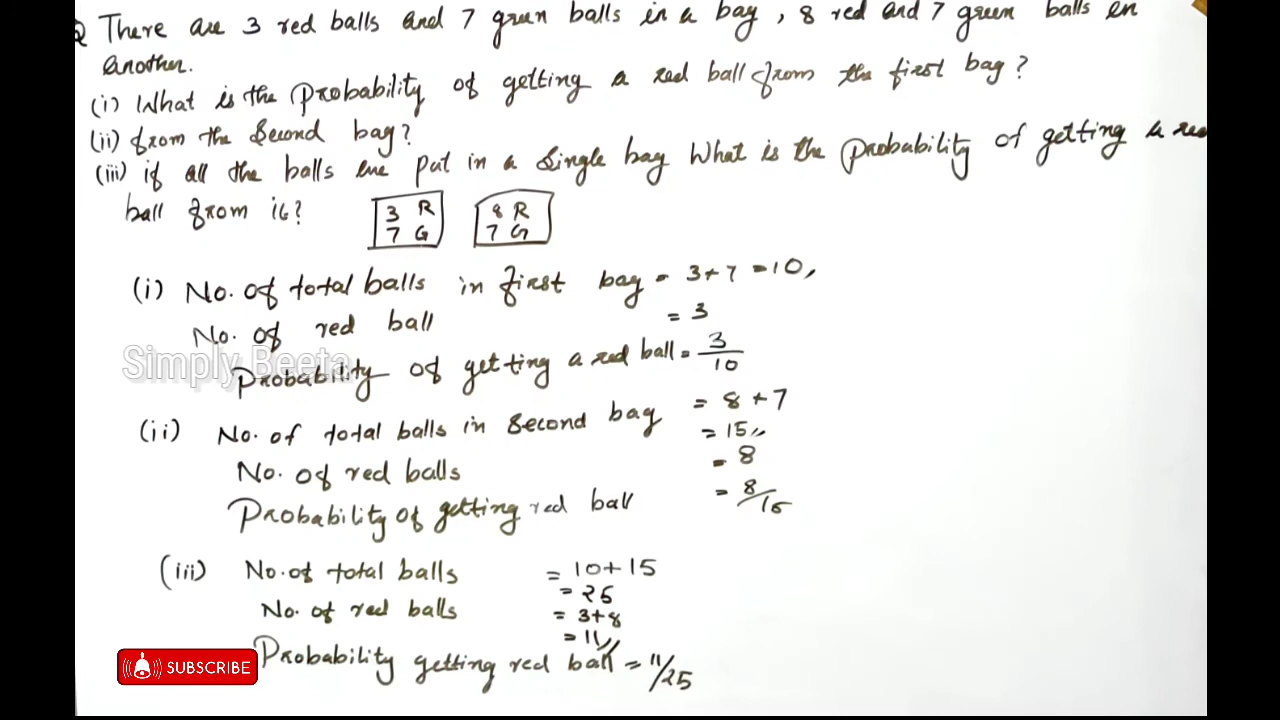 Q There are 3 red balls and 7 green balls in a bag, 8 red and 7 green balls in
another.
(i) What is the Probability of getting a red ball from the first bag?
(ii) from the Second bag?
(iii) if all the balls are put in a Single bag What is the probability of getting a red
ball from it?
3 R
7 G
8 R
7 G
(i) No. of total balls in first bag = 3+7 = 10
No. of red ball = 3
Probability of getting a red ball = 3/10
(ii) No. of total balls in Second bag = 8+7
= 15
No. of red balls = 8
Probability of getting red ball = 8/15
(iii) No. of total balls = 10+15
= 25
No. of red balls = 3+8
= 11
Probability getting red ball = 11/25
Simply Beeta
SUBSCRIBE